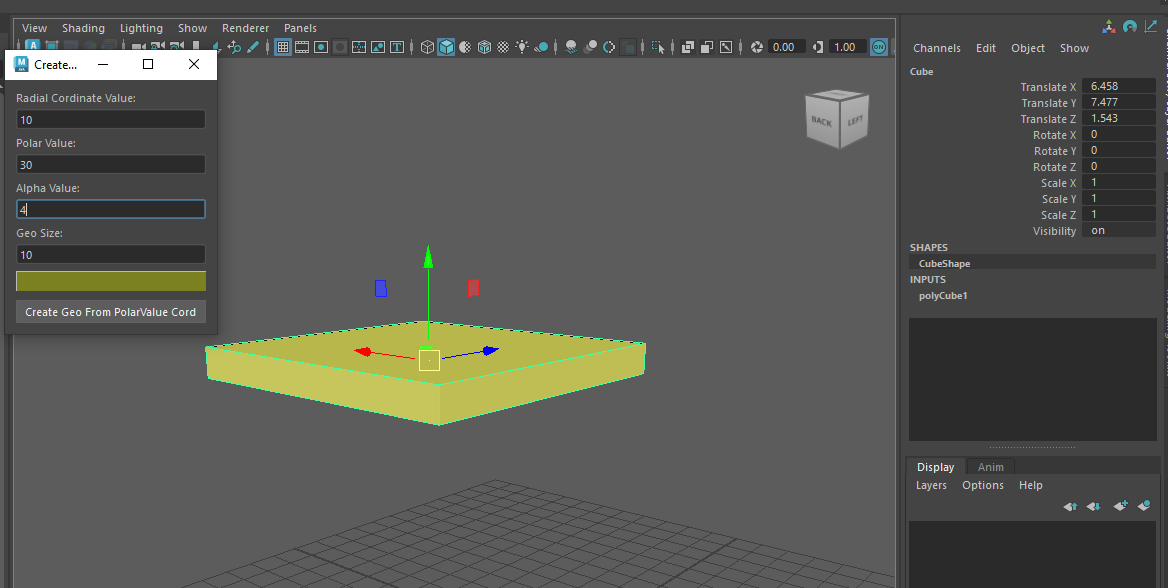 View Shading Lighting Show Renderer Panels
0.00 1.00 ON
Create...
Radial Cordinate Value:
10
Polar Value:
30
Alpha Value:
4
Geo Size:
10
Create Geo From PolarValue Cord
BACK LEFT
Channels Edit Object Show
Cube
Translate X 6.458
Translate Y 7.477
Translate Z 1.543
Rotate X 0
Rotate Y 0
Rotate Z 0
Scale X 1
Scale Y 1
Scale Z 1
Visibility on
SHAPES
CubeShape
INPUTS
polyCube1
Display Anim
Layers Options Help